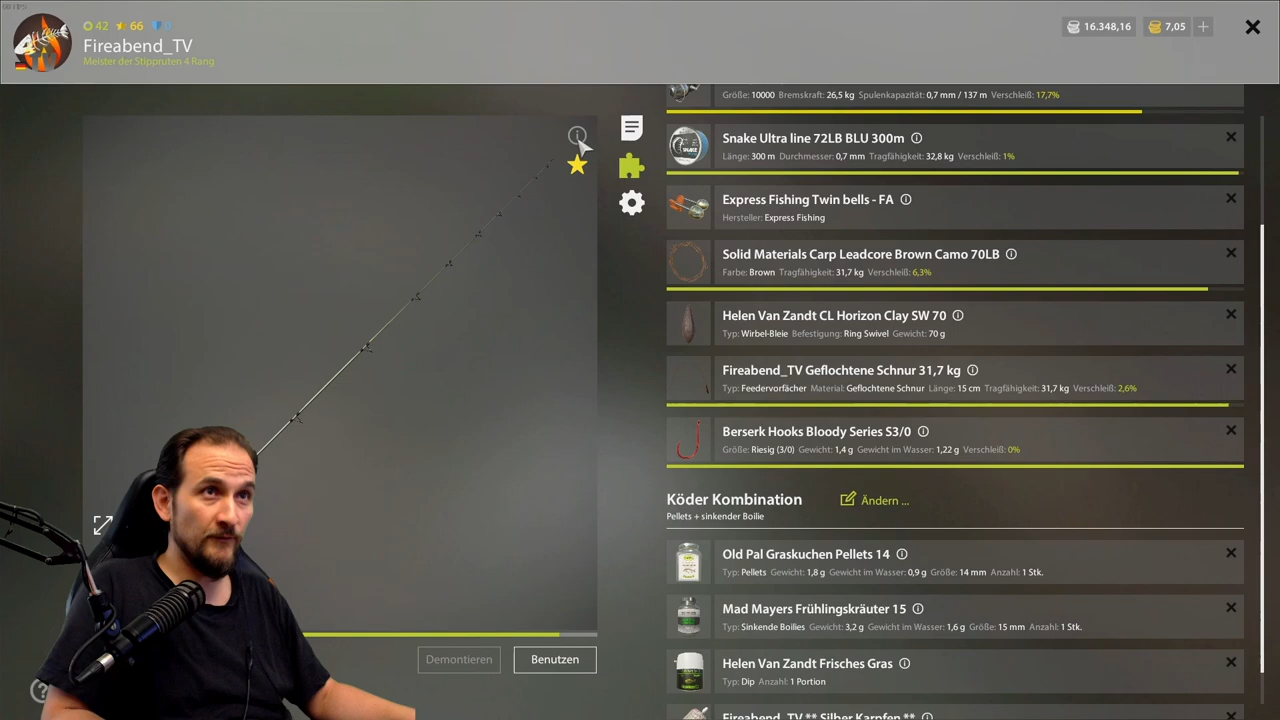 42 66 0
Fireabend_TV
Meister der Stippruten 4 Rang
16.348,16
7,05
Größe: 10000 Bremskraft: 26,5 kg Spulenkapazität: 0,7 mm / 137 m Verschleiß: 17,7%
Snake Ultra line 72LB BLU 300m
Länge: 300 m Durchmesser: 0,7 mm Tragfähigkeit: 32,8 kg Verschleiß: 1%
Express Fishing Twin bells - FA
Hersteller: Express Fishing
Solid Materials Carp Leadcore Brown Camo 70LB
Farbe: Brown Tragfähigkeit: 31,7 kg Verschleiß: 6,3%
Helen Van Zandt CL Horizon Clay SW 70
Typ: Wirbel-Bleie Befestigung: Ring Swivel Gewicht: 70 g
Fireabend_TV Geflochtene Schnur 31,7 kg
Typ: Feedervorfächer Material: Geflochtene Schnur Länge: 15 cm Tragfähigkeit: 31,7 kg Verschleiß: 2,6%
Berserk Hooks Bloody Series S3/0
Größe: Riesig (3/0) Gewicht: 1,4 g Gewicht im Wasser: 1,22 g Verschleiß: 0%
Köder Kombination
Ändern ...
Pellets + sinkender Boilie
Old Pal Graskuchen Pellets 14
Typ: Pellets Gewicht: 1,8 g Gewicht im Wasser: 0,9 g Größe: 14 mm Anzahl: 1 Stk.
Mad Mayers Frühlingskräuter 15
Typ: Sinkende Boilies Gewicht: 3,2 g Gewicht im Wasser: 1,6 g Größe: 15 mm Anzahl: 1 Stk.
Helen Van Zandt Frisches Gras
Typ: Dip Anzahl: 1 Portion
Fireabend_TV ** Silber Karpfen **
Demontieren
Benutzen